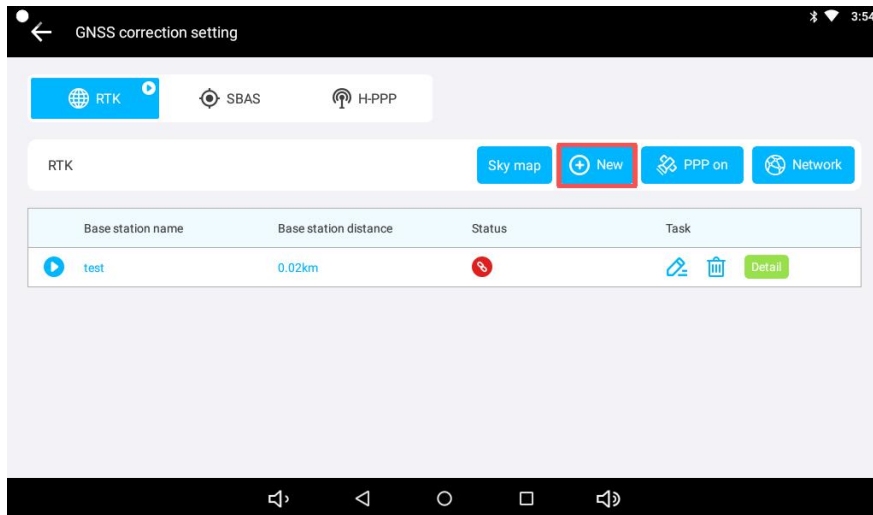 3:54
GNSS correction setting
RTK SBAS H-PPP
RTK Sky map New PPP on Network
Base station name Base station distance Status Task
test 0.02km Detail